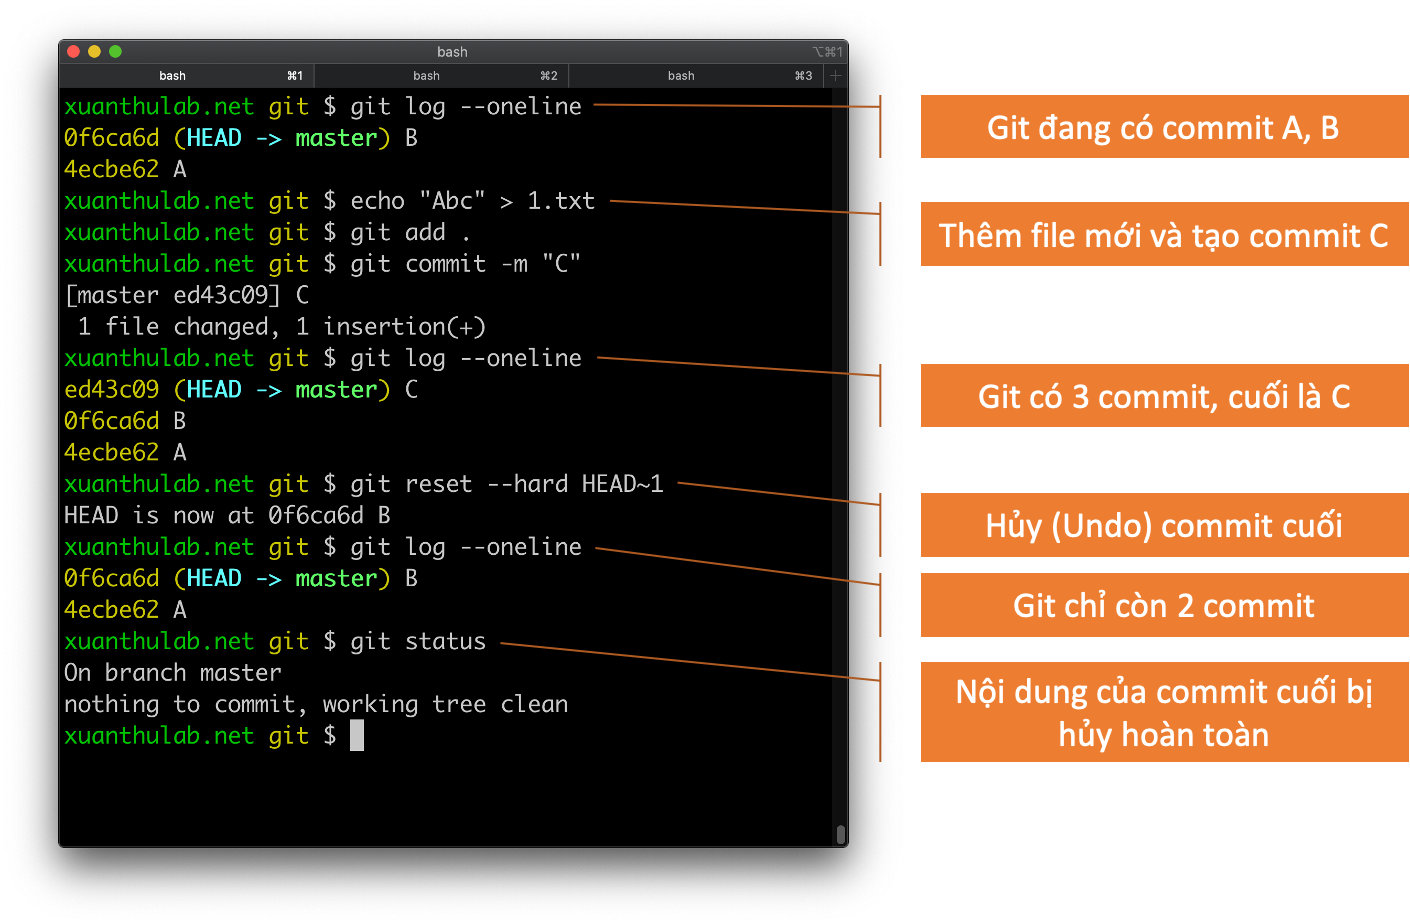 bash
⌥⌘1
bash ⌘1
bash ⌘2
bash ⌘3
+
xuanthulab.net git $ git log --oneline
0f6ca6d (HEAD -> master) B
4ecbe62 A
xuanthulab.net git $ echo "Abc" > 1.txt
xuanthulab.net git $ git add .
xuanthulab.net git $ git commit -m "C"
[master ed43c09] C
 1 file changed, 1 insertion(+)
xuanthulab.net git $ git log --oneline
ed43c09 (HEAD -> master) C
0f6ca6d B
4ecbe62 A
xuanthulab.net git $ git reset --hard HEAD~1
HEAD is now at 0f6ca6d B
xuanthulab.net git $ git log --oneline
0f6ca6d (HEAD -> master) B
4ecbe62 A
xuanthulab.net git $ git status
On branch master
nothing to commit, working tree clean
xuanthulab.net git $
Git đang có commit A, B
Thêm file mới và tạo commit C
Git có 3 commit, cuối là C
Hủy (Undo) commit cuối
Git chỉ còn 2 commit
Nội dung của commit cuối bị
hủy hoàn toàn